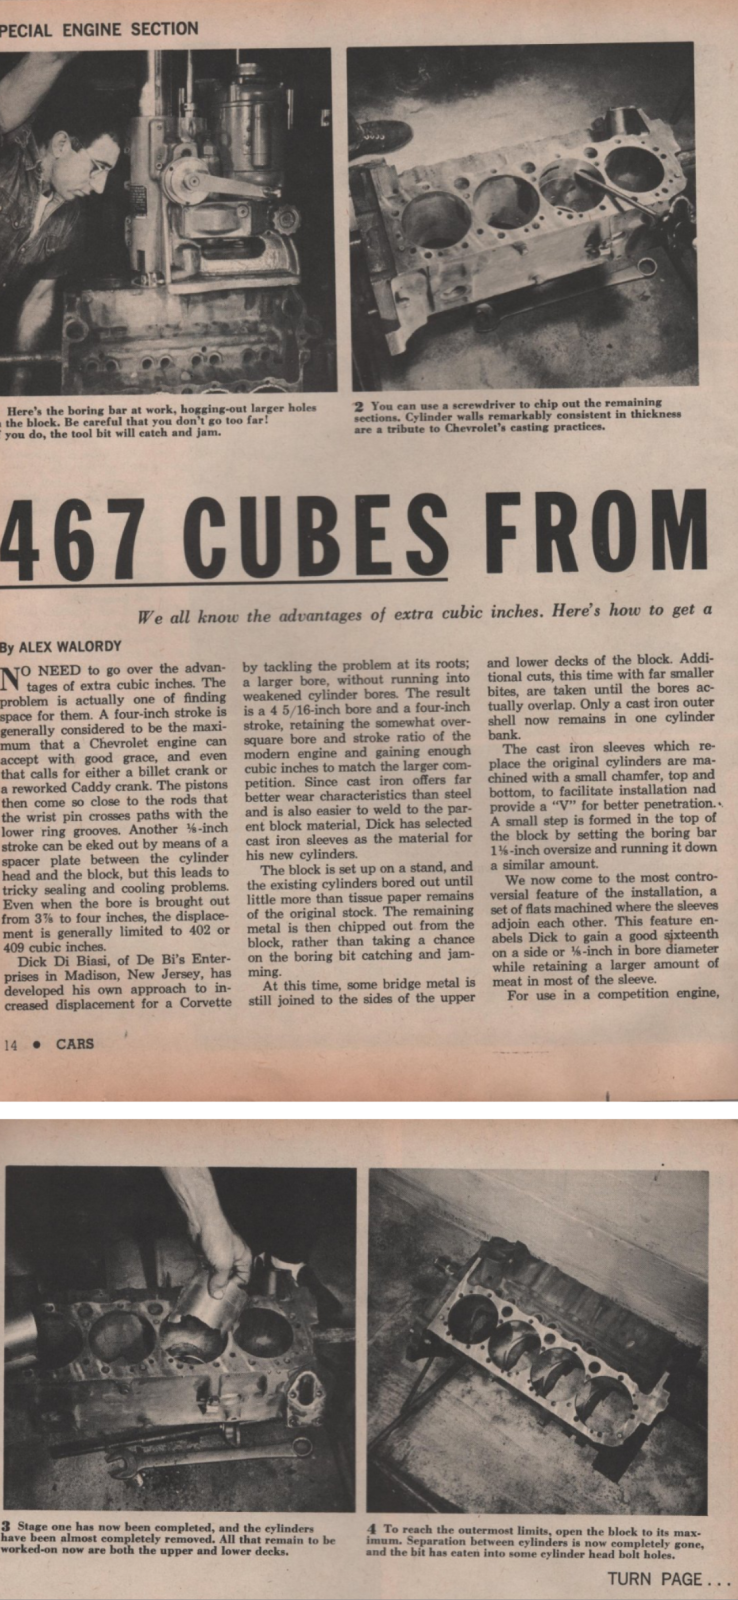 PECIAL ENGINE SECTION
Here's the boring bar at work, hogging-out larger holes
the block. Be careful that you don't go too far!
you do, the tool bit will catch and jam.
2 You can use a screwdriver to chip out the remaining
sections. Cylinder walls remarkably consistent in thickness
are a tribute to Chevrolet's casting practices.
467 CUBES FROM
We all know the advantages of extra cubic inches. Here's how to get a
By ALEX WALORDY
NO NEED to go over the advan-
tages of extra cubic inches. The
problem is actually one of finding
space for them. A four-inch stroke is
generally considered to be the maxi-
mum that a Chevrolet engine can
accept with good grace, and even
that calls for either a billet crank or
a reworked Caddy crank. The pistons
then come so close to the rods that
the wrist pin crosses paths with the
lower ring grooves. Another ⅛-inch
stroke can be eked out by means of a
spacer plate between the cylinder
head and the block, but this leads to
tricky sealing and cooling problems.
Even when the bore is brought out
from 3⅞ to four inches, the displace-
ment is generally limited to 402 or
409 cubic inches.
Dick Di Biasi, of De Bi's Enter-
prises in Madison, New Jersey, has
developed his own approach to in-
creased displacement for a Corvette
by tackling the problem at its roots;
a larger bore, without running into
weakened cylinder bores. The result
is a 4 5/16-inch bore and a four-inch
stroke, retaining the somewhat over-
square bore and stroke ratio of the
modern engine and gaining enough
cubic inches to match the larger com-
petition. Since cast iron offers far
better wear characteristics than steel
and is also easier to weld to the par-
ent block material, Dick has selected
cast iron sleeves as the material for
his new cylinders.
The block is set up on a stand, and
the existing cylinders bored out until
little more than tissue paper remains
of the original stock. The remaining
metal is then chipped out from the
block, rather than taking a chance
on the boring bit catching and jam-
ming.
At this time, some bridge metal is
still joined to the sides of the upper
and lower decks of the block. Addi-
tional cuts, this time with far smaller
bites, are taken until the bores ac-
tually overlap. Only a cast iron outer
shell now remains in one cylinder
bank.
The cast iron sleeves which re-
place the original cylinders are ma-
chined with a small chamfer, top and
bottom, to facilitate installation nad
provide a "V" for better penetration.
A small step is formed in the top of
the block by setting the boring bar
1⅛-inch oversize and running it down
a similar amount.
We now come to the most contro-
versial feature of the installation, a
set of flats machined where the sleeves
adjoin each other. This feature en-
abels Dick to gain a good sixteenth
on a side or ⅛-inch in bore diameter
while retaining a larger amount of
meat in most of the sleeve.
For use in a competition engine,
14 ● CARS
3 Stage one has now been completed, and the cylinders
have been almost completely removed. All that remain to be
worked-on now are both the upper and lower decks.
4 To reach the outermost limits, open the block to its max-
imum. Separation between cylinders is now completely gone,
and the bit has eaten into some cylinder head bolt holes.
TURN PAGE . . .